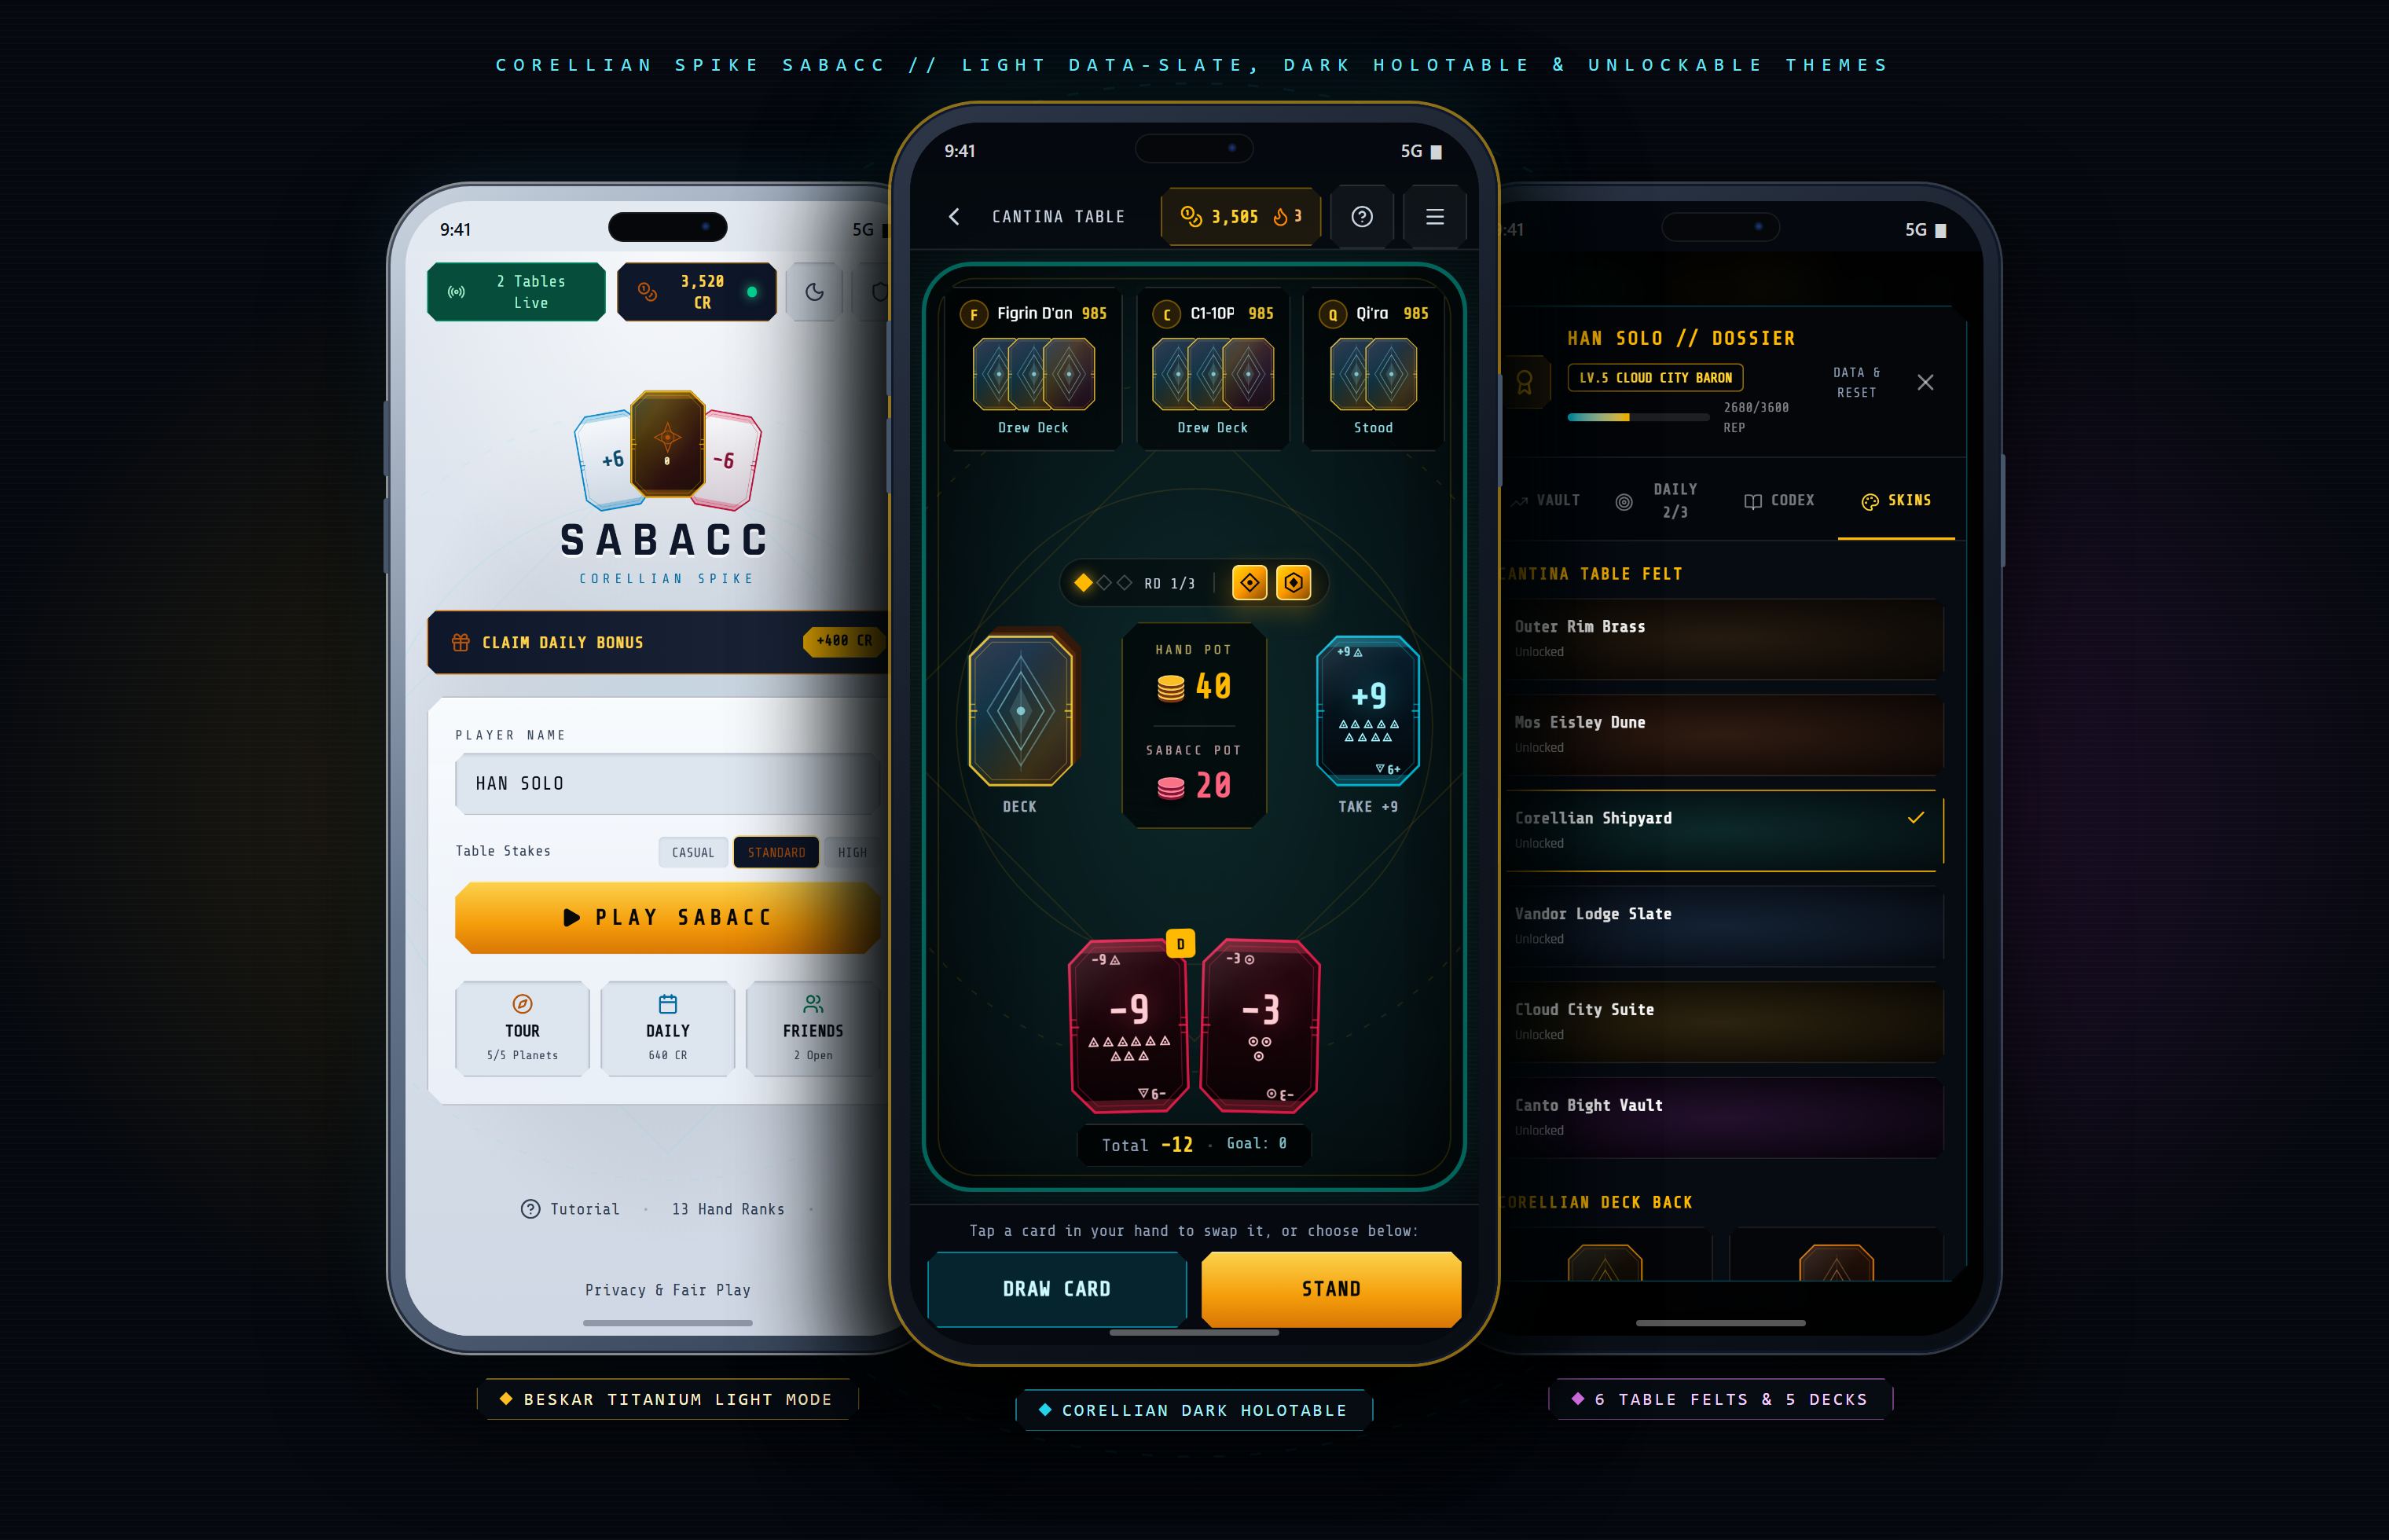 CORELLIAN SPIKE SABACC // LIGHT DATA-SLATE, DARK HOLOTABLE & UNLOCKABLE THEMES
9:41
5G
2 Tables
Live
3,520
CR
+6
0
-6
SABACC
CORELLIAN SPIKE
CLAIM DAILY BONUS
+400 CR
PLAYER NAME
HAN SOLO
Table Stakes
CASUAL
STANDARD
HIGH
PLAY SABACC
TOUR
5/5 Planets
DAILY
640 CR
FRIENDS
2 Open
Tutorial · 13 Hand Ranks ·
Privacy & Fair Play
BESKAR TITANIUM LIGHT MODE
9:41
5G
CANTINA TABLE
3,505
3
F
Figrin D'an
985
Drew Deck
C
C1-10P
985
Drew Deck
Q
Qi'ra
985
Stood
RD 1/3
DECK
HAND POT
40
SABACC POT
20
+9
+9
+9
TAKE +9
D
-9
-9
-9
-3
-3
-3
Total -12 · Goal: 0
Tap a card in your hand to swap it, or choose below:
DRAW CARD
STAND
CORELLIAN DARK HOLOTABLE
9:41
5G
HAN SOLO // DOSSIER
LV.5 CLOUD CITY BARON
2680/3600
REP
DATA &
RESET
VAULT
DAILY
2/3
CODEX
SKINS
CANTINA TABLE FELT
Outer Rim Brass
Unlocked
Mos Eisley Dune
Unlocked
Corellian Shipyard
Unlocked
Vandor Lodge Slate
Unlocked
Cloud City Suite
Unlocked
Canto Bight Vault
Unlocked
CORELLIAN DECK BACK
6 TABLE FELTS & 5 DECKS